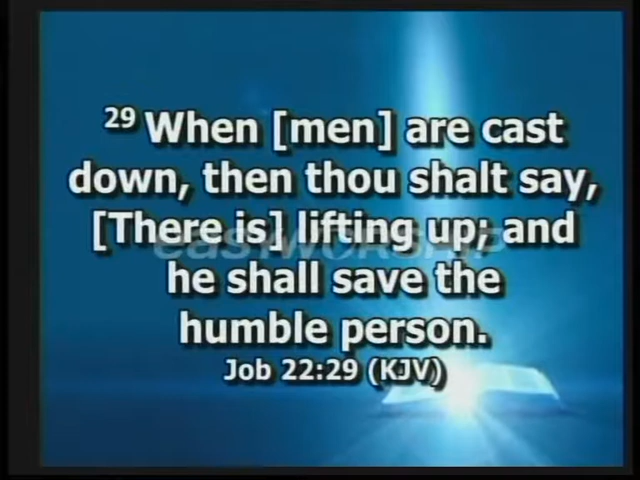 29 When [men] are cast
down, then thou shalt say,
[There is] lifting up; and
easyWORSHIP
he shall save the
humble person.
Job 22:29 (KJV)